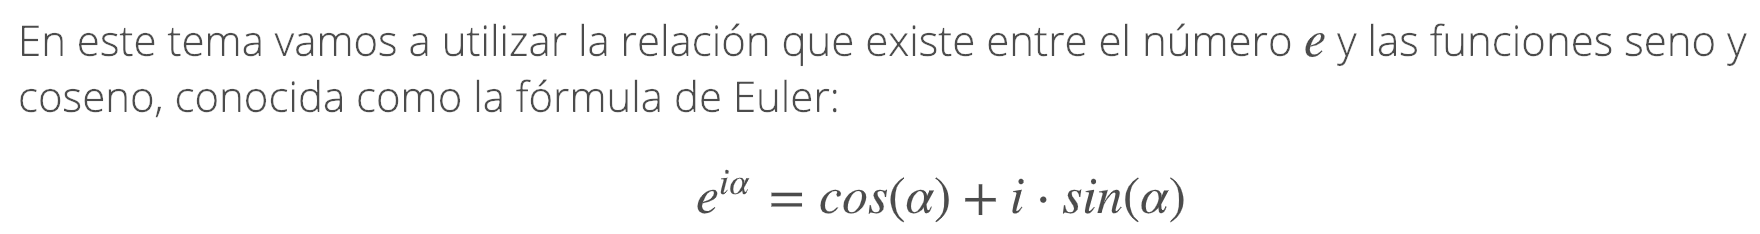 En este tema vamos a utilizar la relación que existe entre el número e y las funciones seno y
coseno, conocida como la fórmula de Euler:
e^{iα} = cos(α) + i · sin(α)